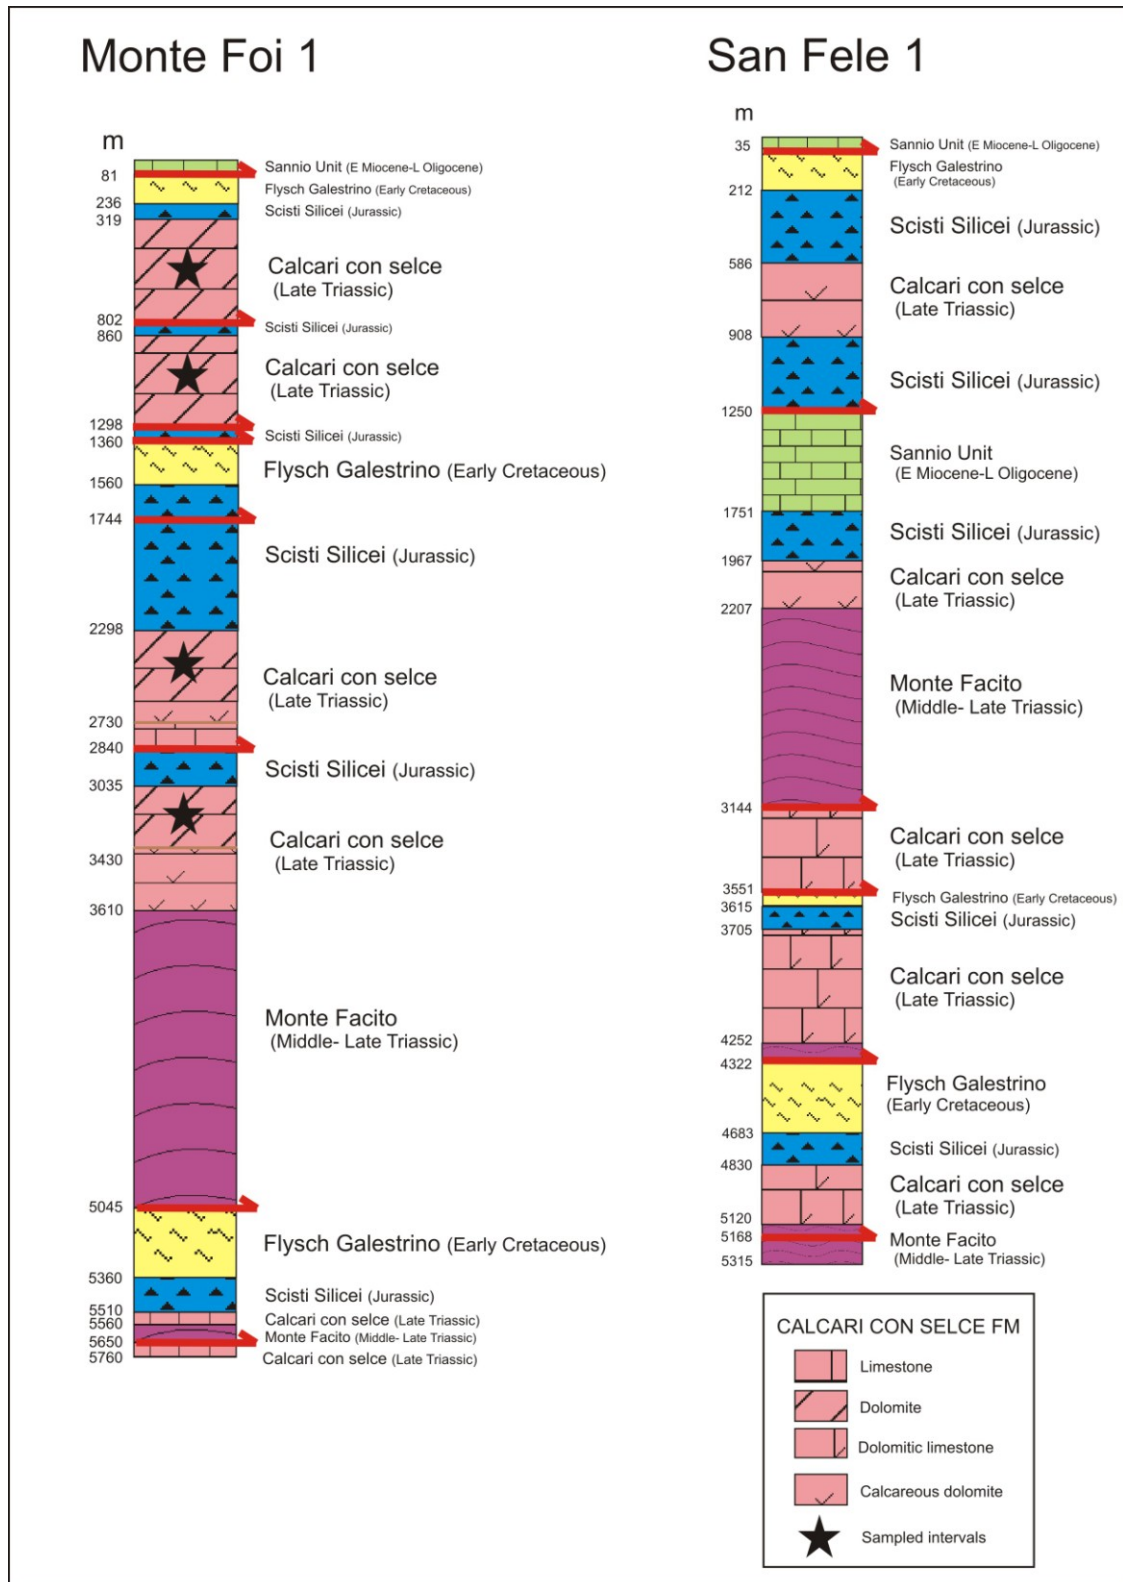 Monte Foi 1
m
Sannio Unit (E Miocene-L Oligocene)
81
Flysch Galestrino (Early Cretaceous)
236
Scisti Silicei (Jurassic)
319
Calcari con selce
(Late Triassic)
802
Scisti Silicei (Jurassic)
860
Calcari con selce
(Late Triassic)
1298
Scisti Silicei (Jurassic)
1360
Flysch Galestrino (Early Cretaceous)
1560
1744
Scisti Silicei (Jurassic)
2298
Calcari con selce
(Late Triassic)
2730
2840
Scisti Silicei (Jurassic)
3035
Calcari con selce
(Late Triassic)
3430
3610
Monte Facito
(Middle- Late Triassic)
5045
Flysch Galestrino (Early Cretaceous)
5360
Scisti Silicei (Jurassic)
5510
Calcari con selce (Late Triassic)
5560
Monte Facito (Middle- Late Triassic)
5650
Calcari con selce (Late Triassic)
5760
San Fele 1
m
Sannio Unit (E Miocene-L Oligocene)
35
Flysch Galestrino
(Early Cretaceous)
212
Scisti Silicei (Jurassic)
586
Calcari con selce
(Late Triassic)
908
Scisti Silicei (Jurassic)
1250
Sannio Unit
(E Miocene-L Oligocene)
1751
Scisti Silicei (Jurassic)
1967
Calcari con selce
(Late Triassic)
2207
Monte Facito
(Middle- Late Triassic)
3144
Calcari con selce
(Late Triassic)
3551
Flysch Galestrino (Early Cretaceous)
3615
Scisti Silicei (Jurassic)
3705
Calcari con selce
(Late Triassic)
4252
4322
Flysch Galestrino
(Early Cretaceous)
4683
Scisti Silicei (Jurassic)
4830
Calcari con selce
(Late Triassic)
5120
5168
Monte Facito
(Middle- Late Triassic)
5315
CALCARI CON SELCE FM
Limestone
Dolomite
Dolomitic limestone
Calcareous dolomite
Sampled intervals